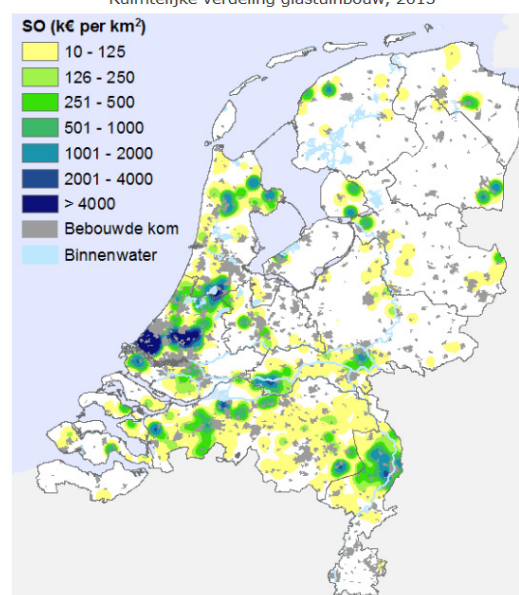 Ruimtelijke verdeling glastuinbouw, 2013
SO (k€ per km²)
10 - 125
126 - 250
251 - 500
501 - 1000
1001 - 2000
2001 - 4000
> 4000
Bebouwde kom
Binnenwater